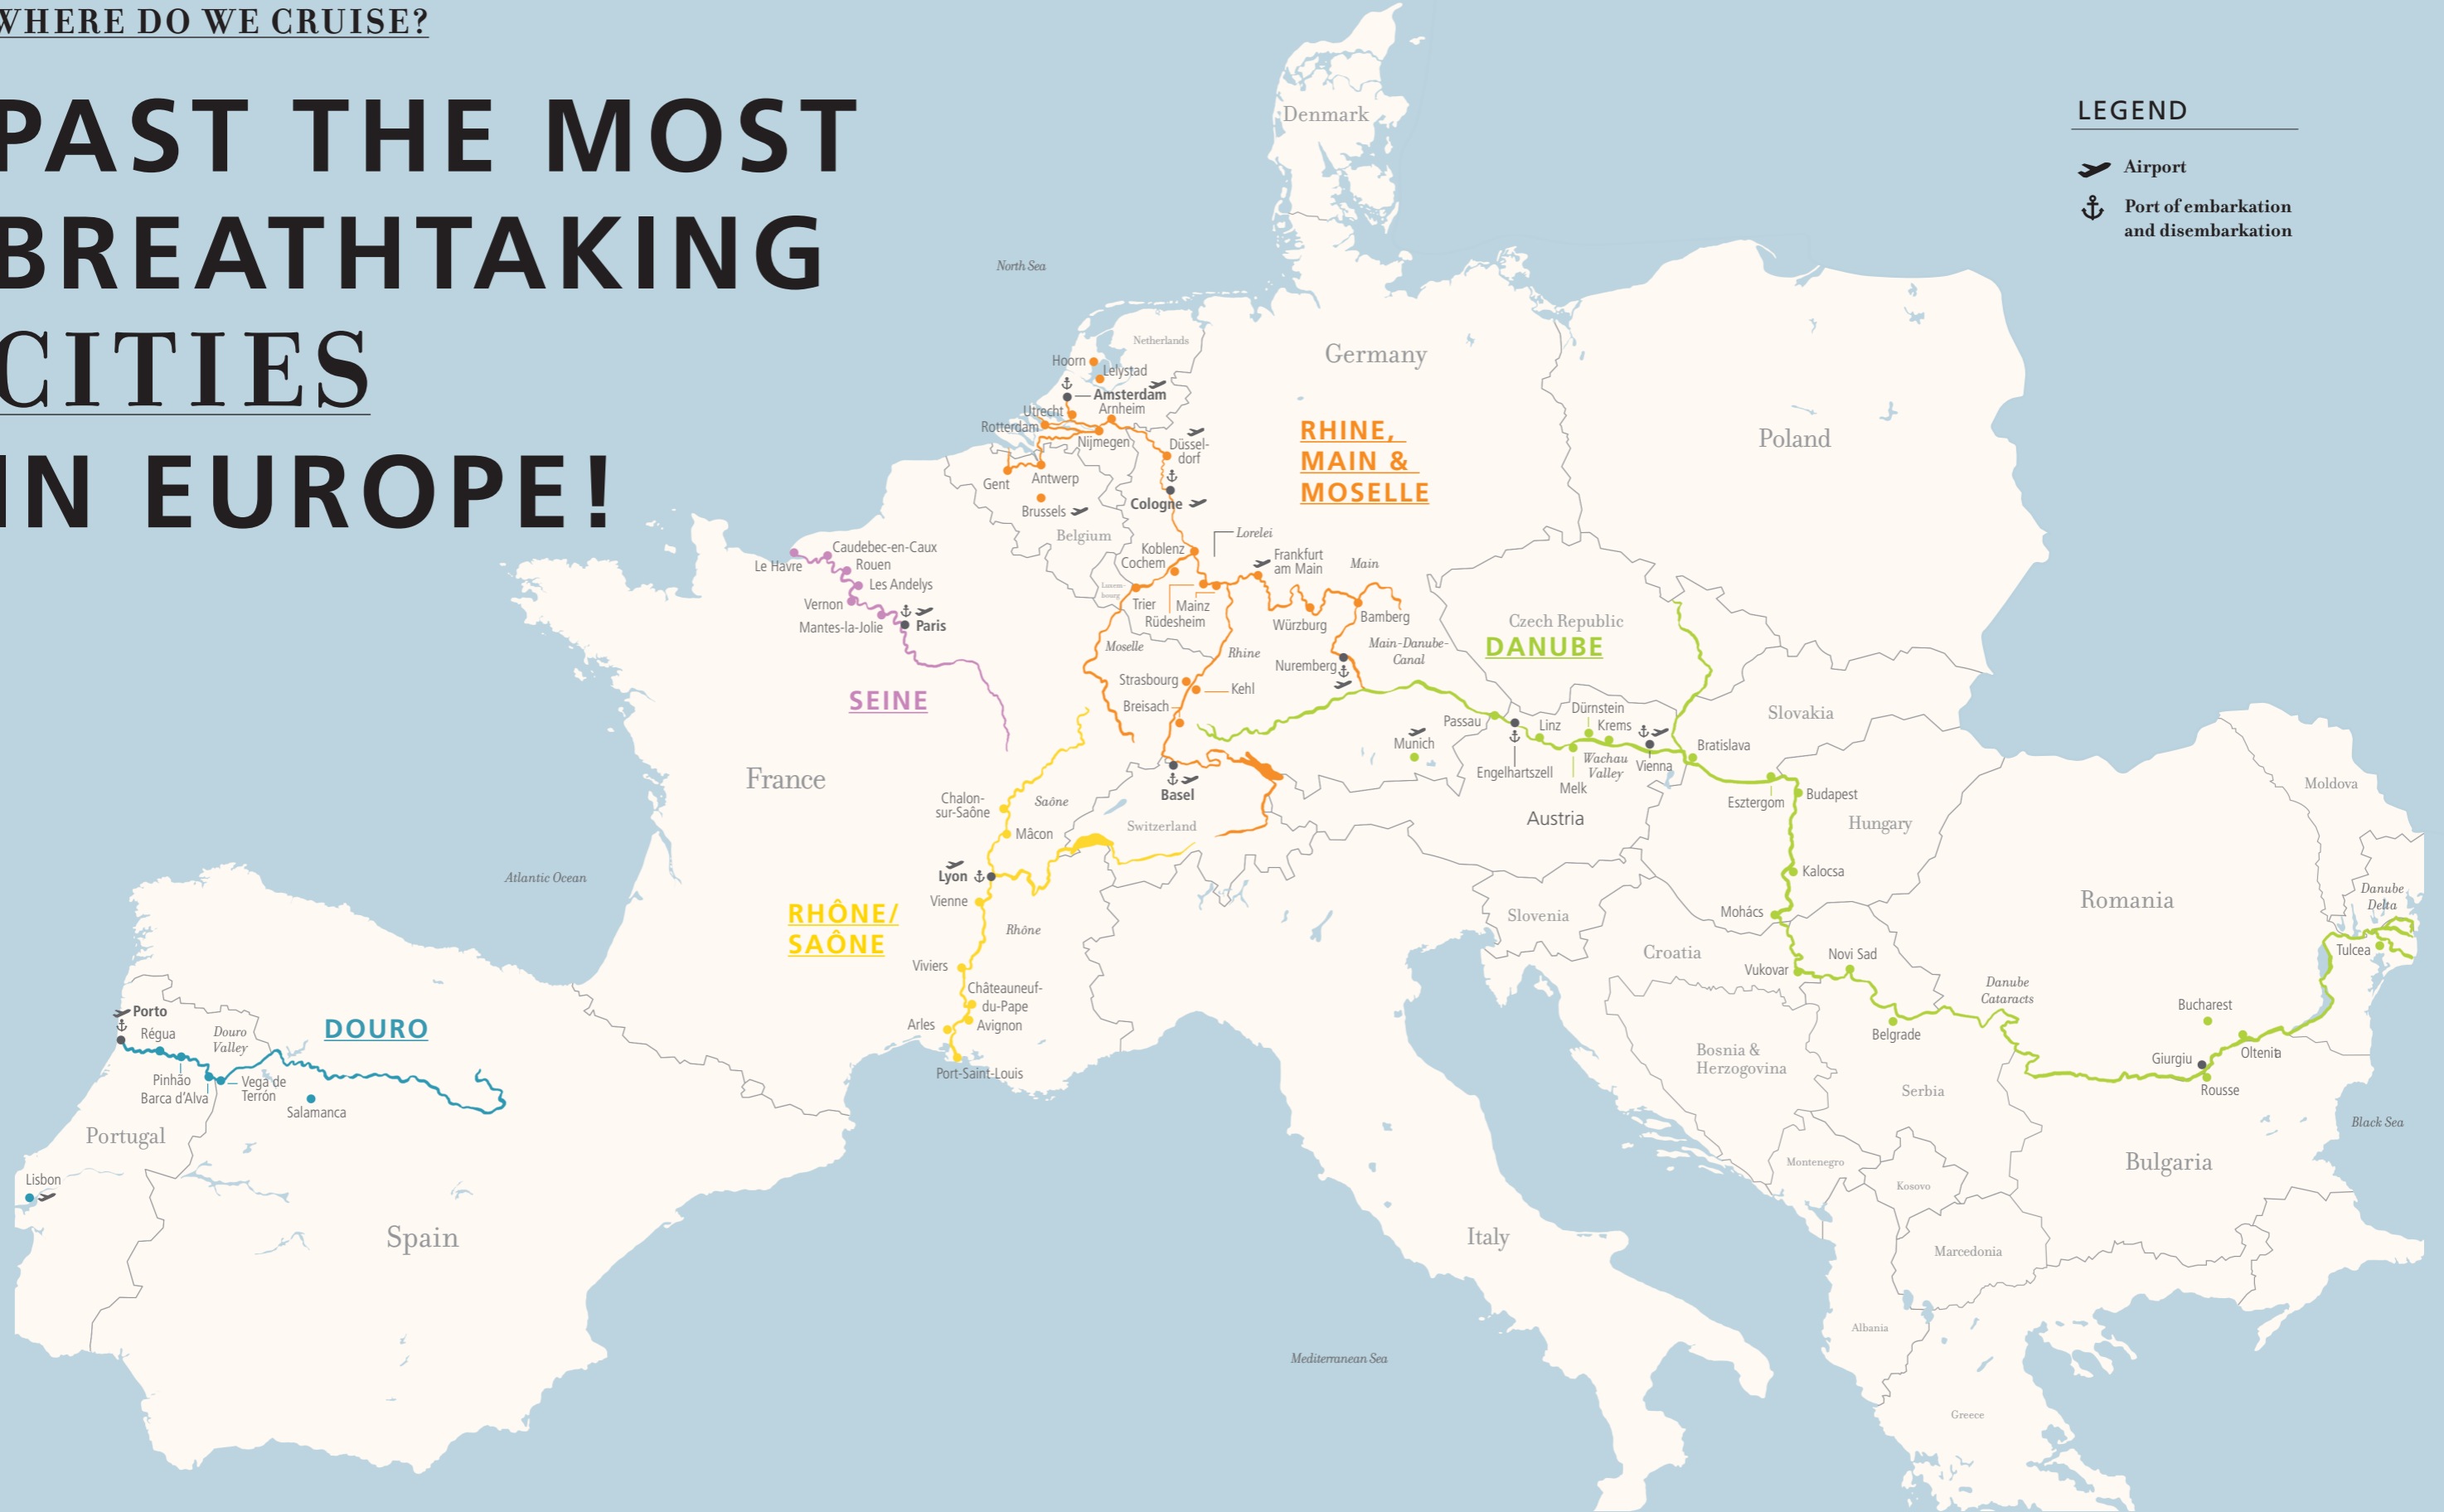 WHERE DO WE CRUISE?
PAST THE MOST
BREATHTAKING
CITIES
IN EUROPE!
LEGEND
Airport
Port of embarkation
and disembarkation
Denmark
North Sea
Netherlands
Germany
Poland
Hoorn
Lelystad
Amsterdam
Arnheim
Utrecht
Rotterdam
Nijmegen
Düssel-
dorf
Gent
Antwerp
Cologne
Brussels
Belgium
RHINE,
MAIN &
MOSELLE
Lorelei
Koblenz
Cochem
Frankfurt
am Main
Main
Luxem-
bourg
Trier
Mainz
Rüdesheim
Würzburg
Bamberg
Moselle
Rhine
Nuremberg
Main-Danube-
Canal
Strasbourg
Kehl
Breisach
Basel
Switzerland
Le Havre
Caudebec-en-Caux
Rouen
Les Andelys
Vernon
Mantes-la-Jolie
Paris
SEINE
France
Chalon-
sur-Saône
Saône
Mâcon
Lyon
Vienne
RHÔNE/
SAÔNE
Rhône
Viviers
Châteauneuf-
du-Pape
Arles
Avignon
Port-Saint-Louis
Atlantic Ocean
Porto
Régua
Douro
Valley
DOURO
Pinhão
Barca d'Alva
Vega de
Terrón
Salamanca
Portugal
Lisbon
Spain
Czech Republic
DANUBE
Slovakia
Passau
Munich
Engelhartszell
Linz
Dürnstein
Krems
Melk
Wachau
Valley
Vienna
Bratislava
Austria
Esztergom
Budapest
Hungary
Kalocsa
Mohács
Slovenia
Croatia
Vukovar
Novi Sad
Belgrade
Danube
Cataracts
Bosnia &
Herzogovina
Serbia
Romania
Moldova
Danube
Delta
Tulcea
Bucharest
Oltenita
Giurgiu
Rousse
Black Sea
Bulgaria
Montenegro
Kosovo
Marcedonia
Albania
Greece
Italy
Mediterranean Sea